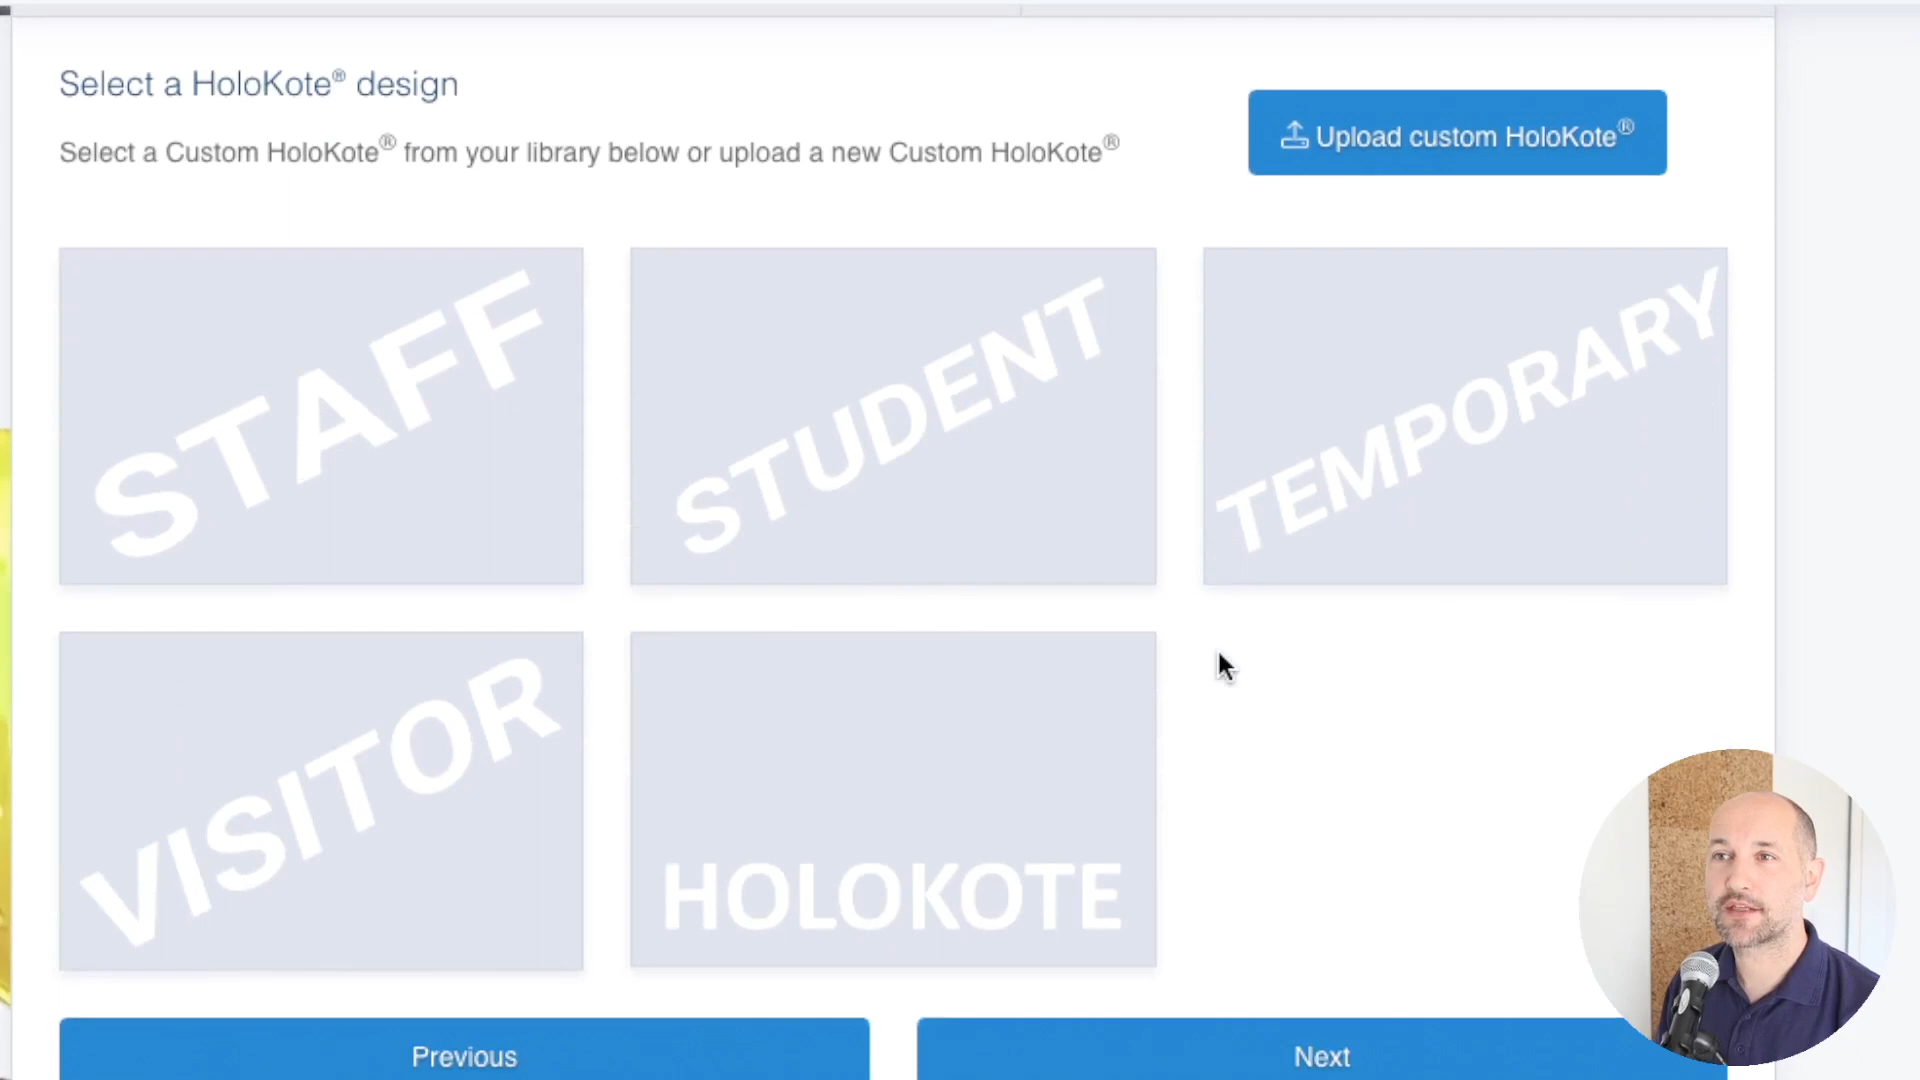 Select a HoloKote® design
Select a Custom HoloKote® from your library below or upload a new Custom HoloKote®
Upload custom HoloKote®
STAFF
STUDENT
TEMPORARY
VISITOR
HOLOKOTE
Previous
Next